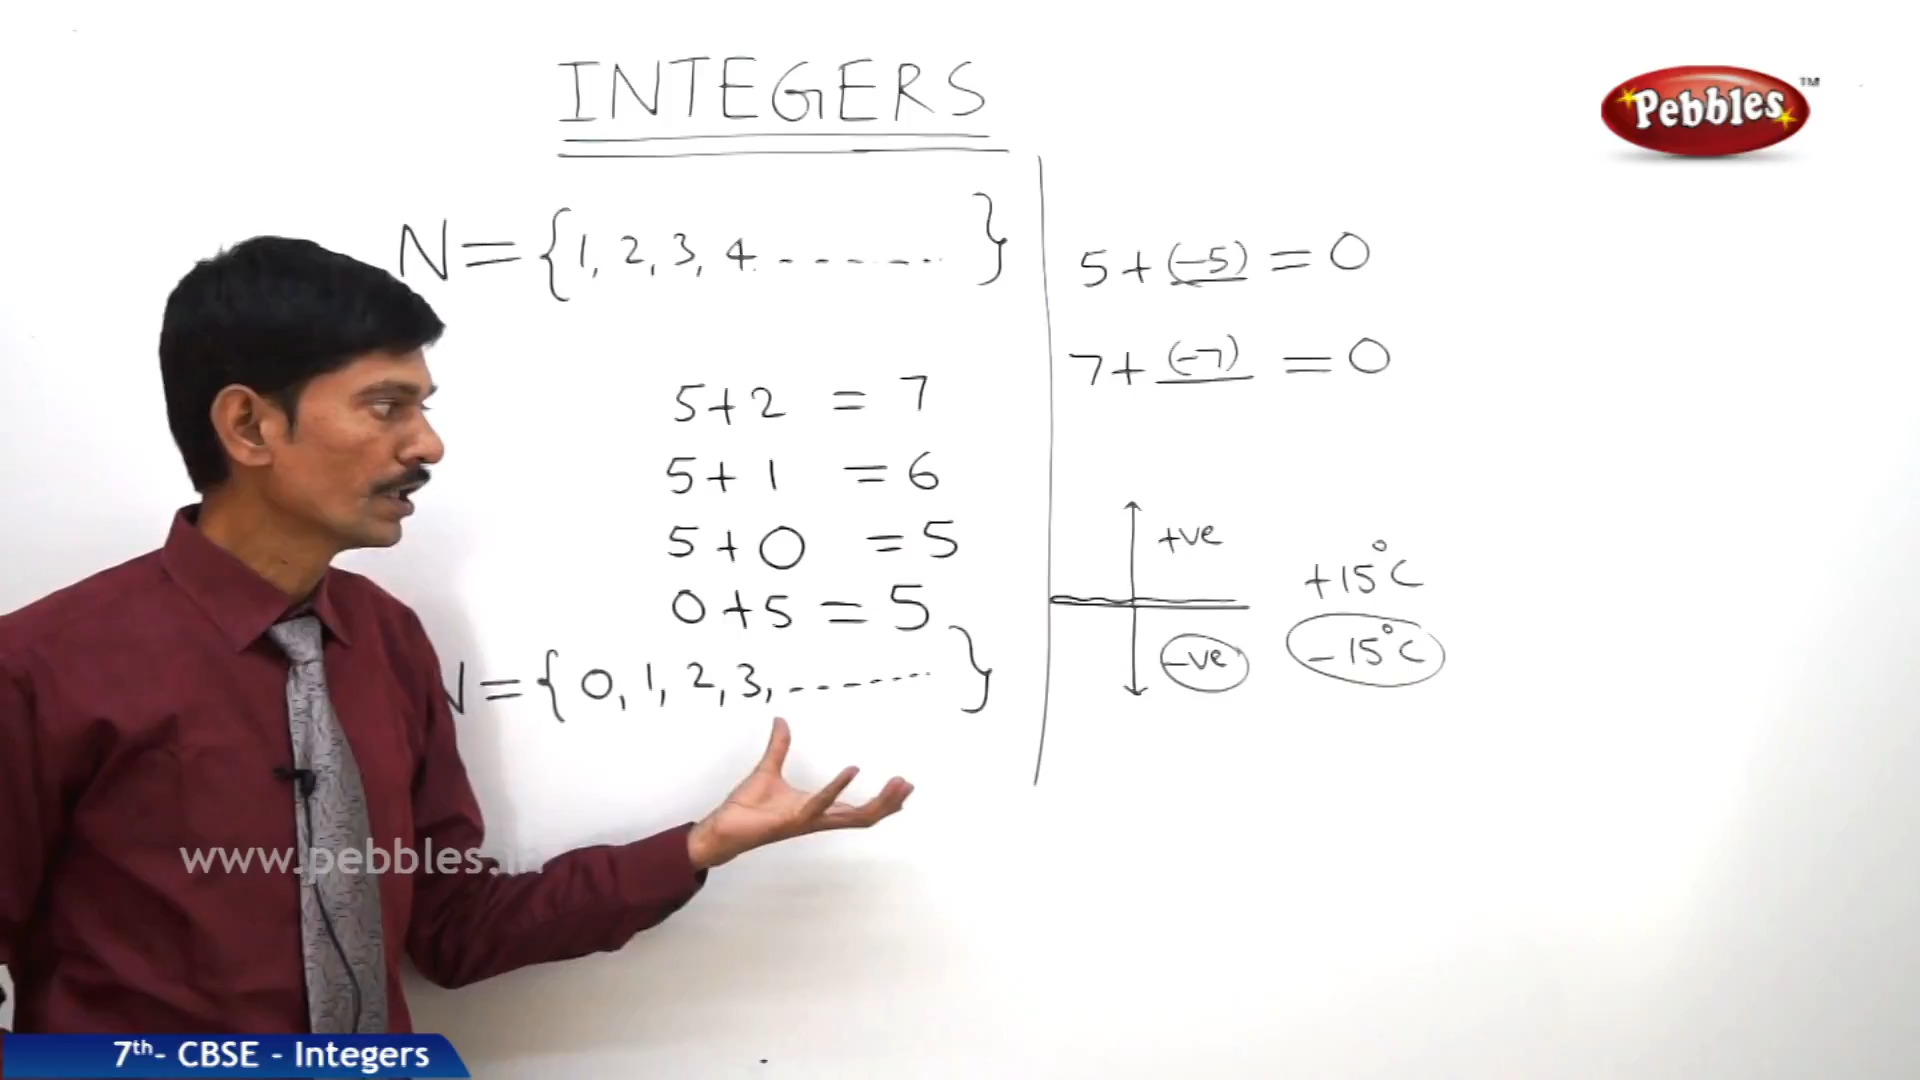 INTEGERS
Pebbles™
N = {1, 2, 3, 4 - - - - - - }
5 + 2 = 7
5 + 1 = 6
5 + 0 = 5
0 + 5 = 5
= {0, 1, 2, 3, - - - - - - - }
5 + (-5) = 0
7 + (-7) = 0
+ve
+15°C
-ve
-15°C
www.pebbles.in
7th- CBSE - Integers